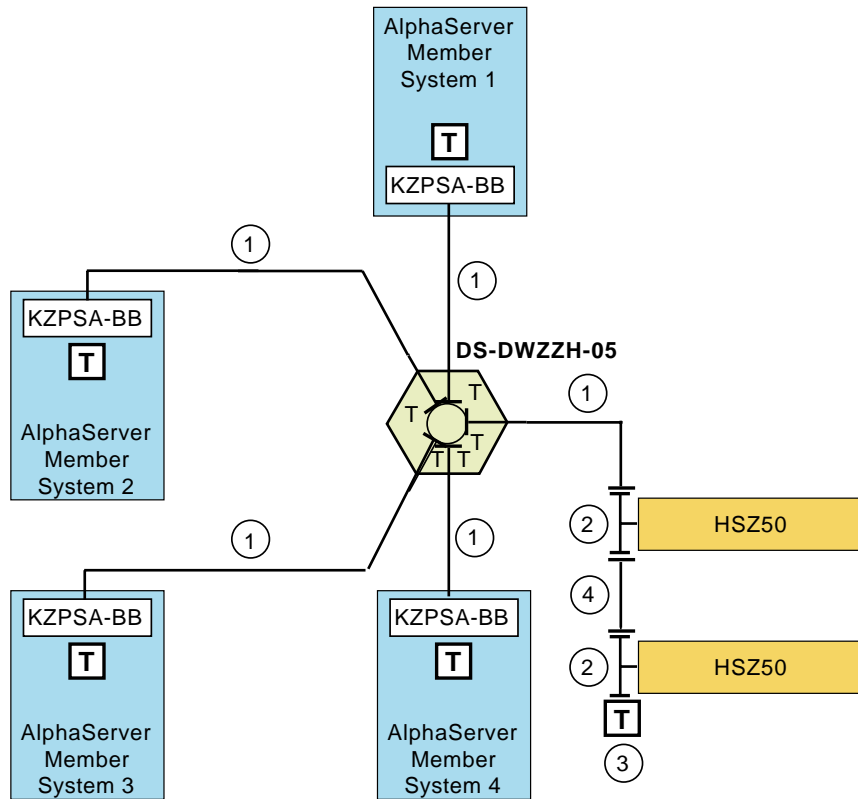 AlphaServer
Member
System 1
T
KZPSA-BB
1
1
KZPSA-BB
T
AlphaServer
Member
System 2
DS-DWZZH-05
T
T
T
T
T
1
2
HSZ50
4
2
HSZ50
T
3
1
1
KZPSA-BB
T
AlphaServer
Member
System 3
KZPSA-BB
T
AlphaServer
Member
System 4